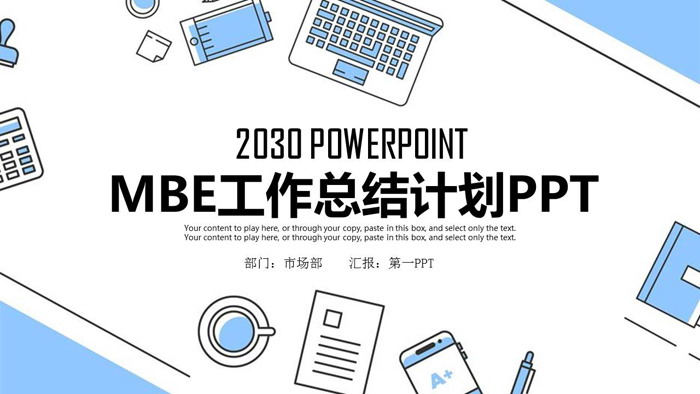 2030 POWERPOINT
MBE工作总结计划PPT
Your content to play here, or through your copy, paste in this box, and select only the text.
Your content to play here, or through your copy, paste in this box, and select only the text.
部门：市场部 汇报：第一PPT
A+